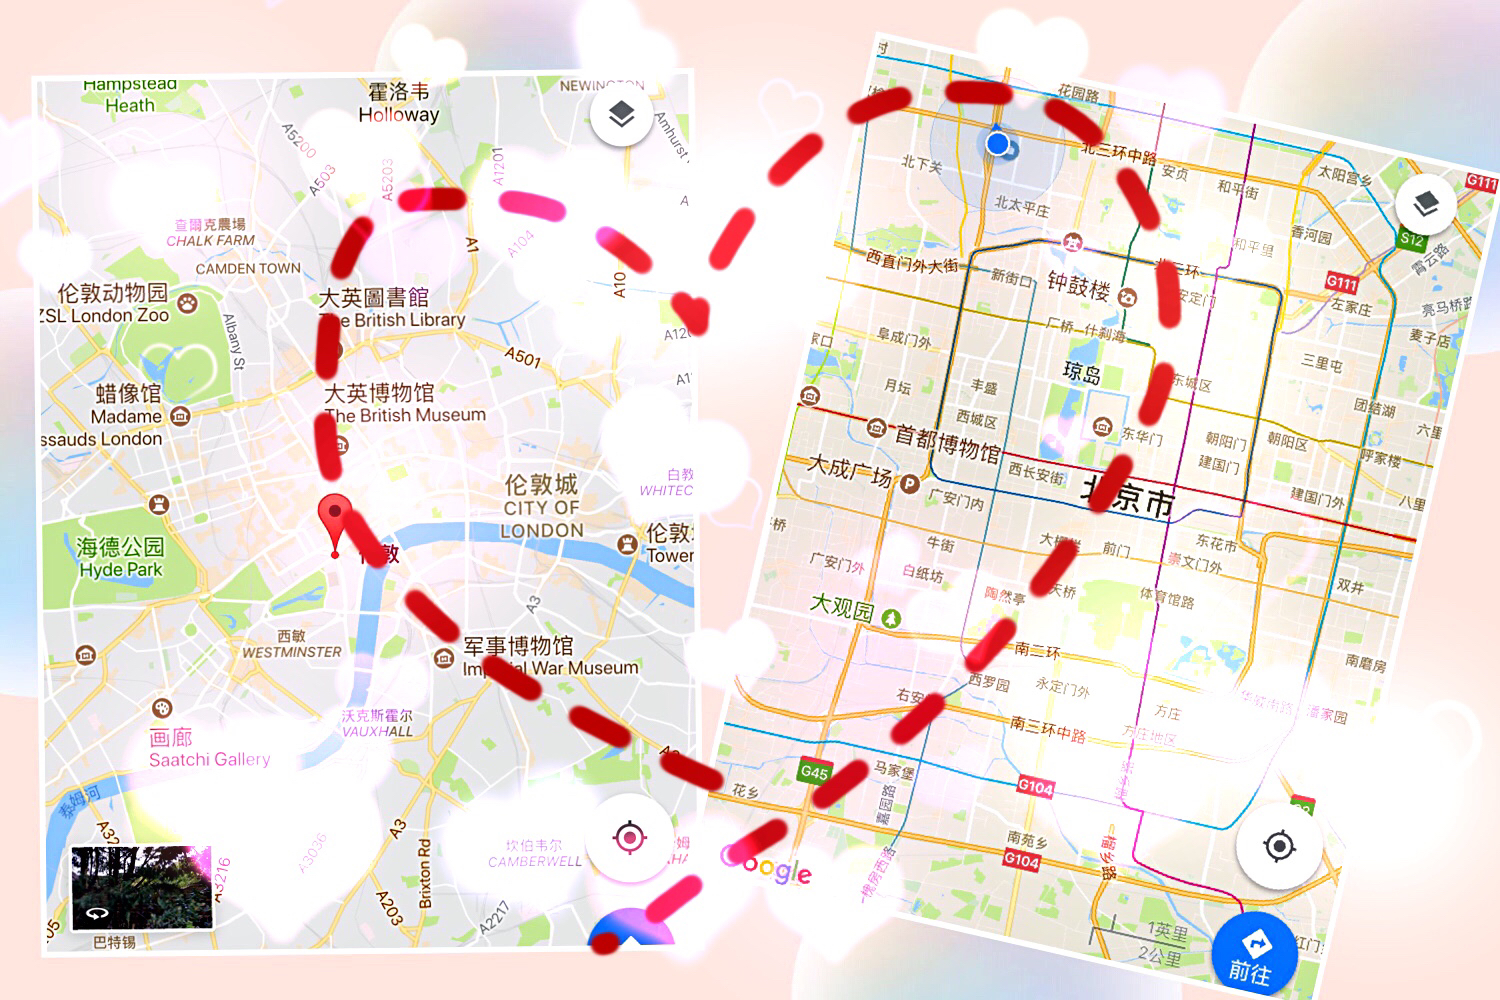 Hampstead
Heath
霍洛韦
Holloway
NEWINGTON
A5200
A503
A5203
A1201
Amhurst
查爾克農場
CHALK FARM
A1
A104
CAMDEN TOWN
A10
伦敦动物园
ZSL London Zoo
大英圖書館
The British Library
Albany St
A501
蜡像馆
Madame
ssauds London
大英博物馆
The British Museum
白教
WHITEC
伦敦城
CITY OF
LONDON
伦敦
Tower
海德公园
Hyde Park
敦
A3
西敏
WESTMINSTER
军事博物馆
Imperial War Museum
沃克斯霍尔
VAUXHALL
画廊
Saatchi Gallery
泰姆河
A3036
A3
坎伯韦尔
CAMBERWELL
A3216
Brixton Rd
A203
A2217
巴特锡
花园路
北三环中路
安贞
和平街
太阳宫乡
G111
北下关
北太平庄
香河园
S12
霄云路
和平里
西直门外大街
新街口
钟鼓楼
北二环
安定门
G111
左家庄
亮马桥路
麦子店
阜成门外
厂桥
什刹海
三里屯
月坛
丰盛
琼岛
东城区
团结湖
西城区
六里
首都博物馆
东华门
朝阳门
朝阳区
呼家楼
大成广场
P
西长安街
建国门
建国门外
八里
广安门内
北京市
牛街
前门
东花市
广安门外
白纸坊
崇文门外
双井
陶然亭
天桥
体育馆路
大观园
南二环
南磨房
西罗园
永定门外
右安
方庄
潘家园
南三环中路
方庄地区
G45
马家堡
花乡
嘉园路
G104
南苑乡
G104
槐房西路
Google
1英里
2公里
红门
前往